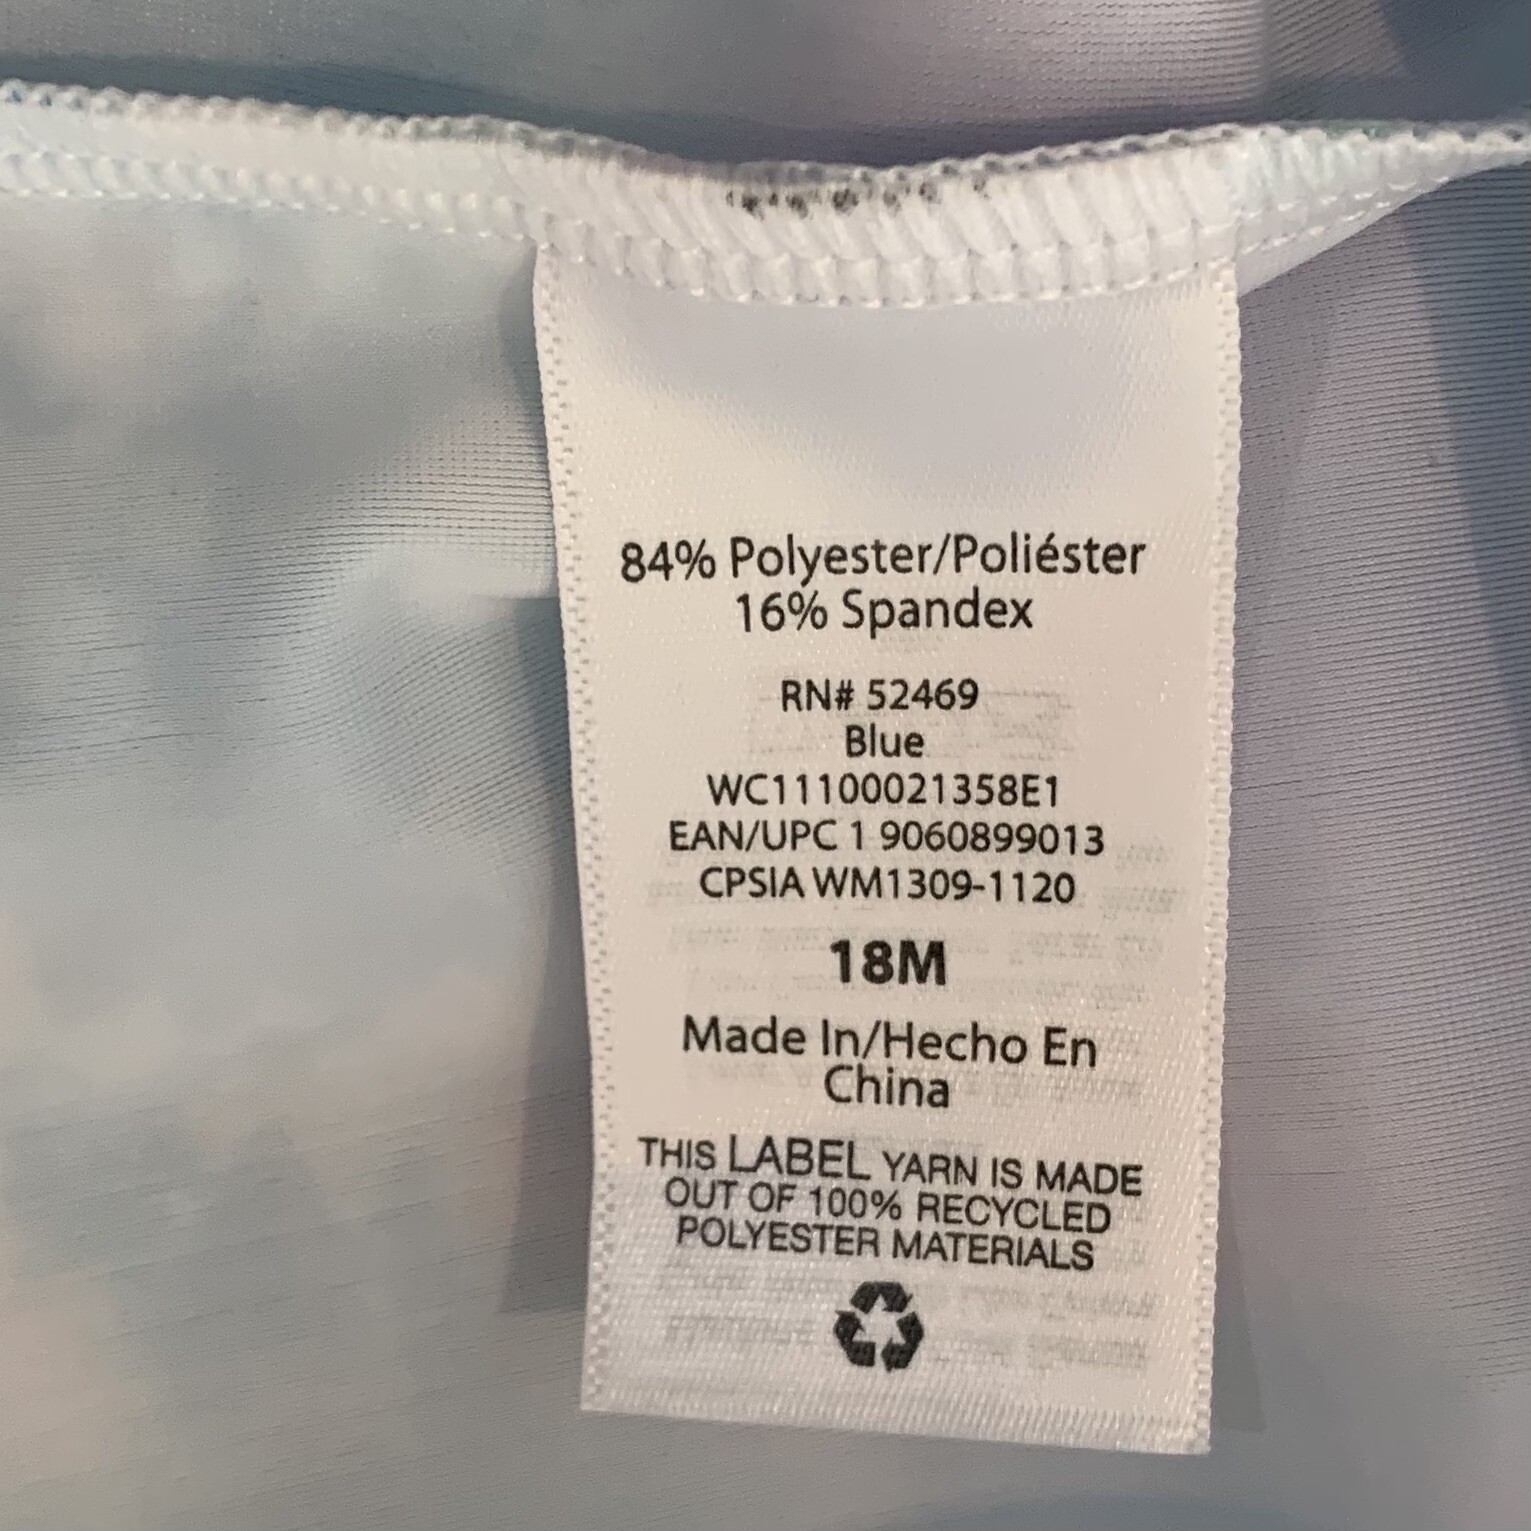 84% Polyester/Poliéster
16% Spandex
RN# 52469
Blue
WC11100021358E1
EAN/UPC 1 9060899013
CPSIA WM1309-1120
18M
Made In/Hecho En
China
THIS LABEL YARN IS MADE
OUT OF 100% RECYCLED
POLYESTER MATERIALS